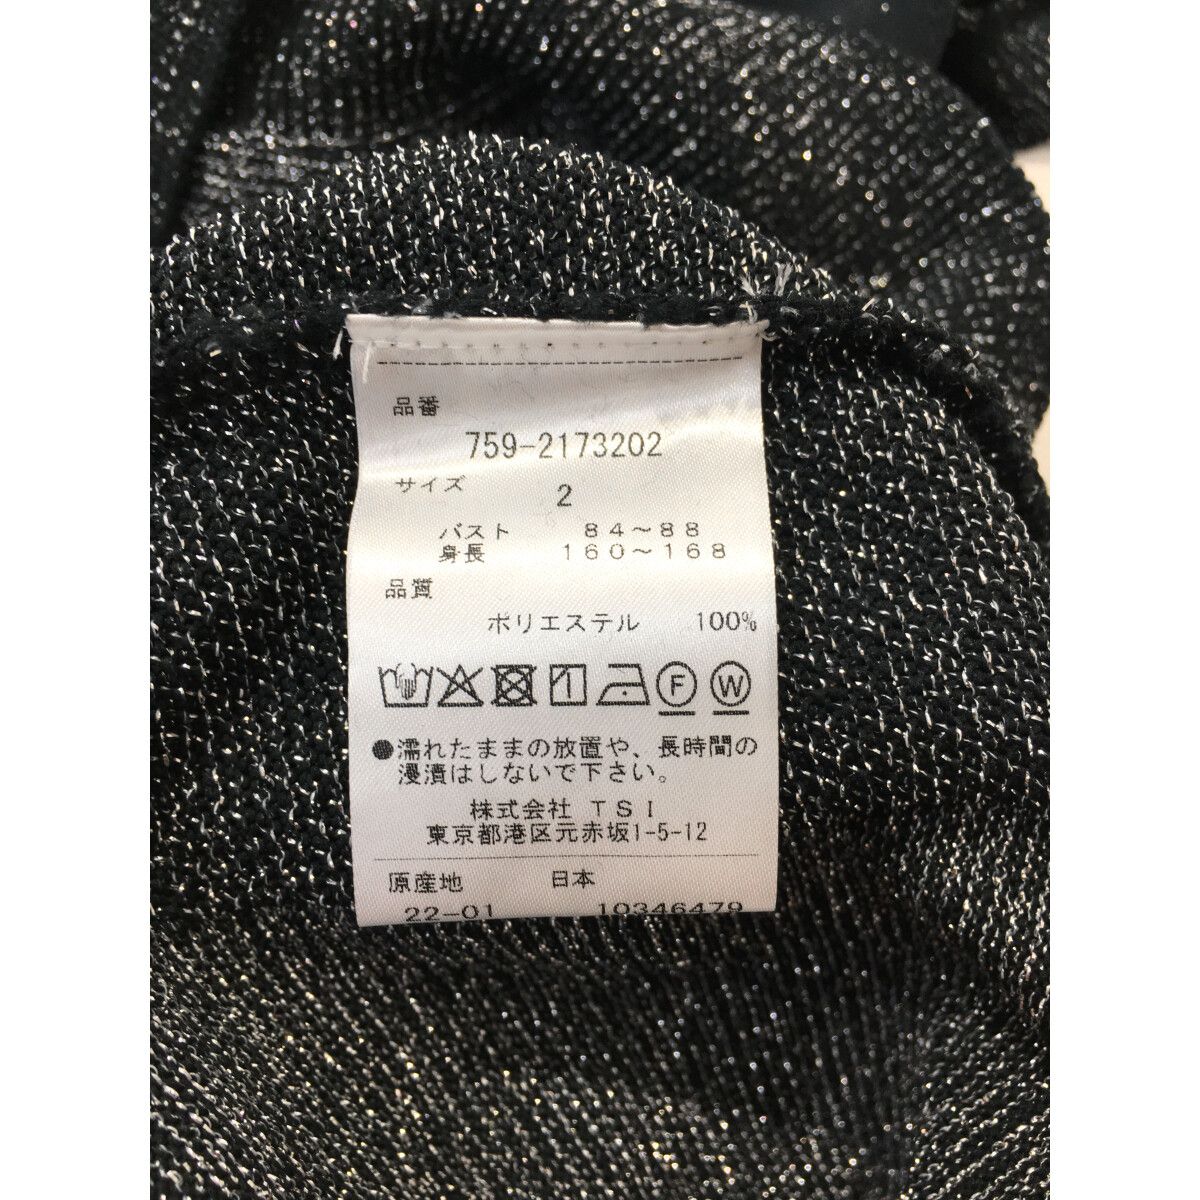 品番
759-2173202
サイズ 2
バスト 84～88
身長 160～168
品質
ポリエステル 100%
F W
●濡れたままの放置や、長時間の
浸漬はしないで下さい。
株式会社 TSI
東京都港区元赤坂1-5-12
原産地 日本
22-01 10346479